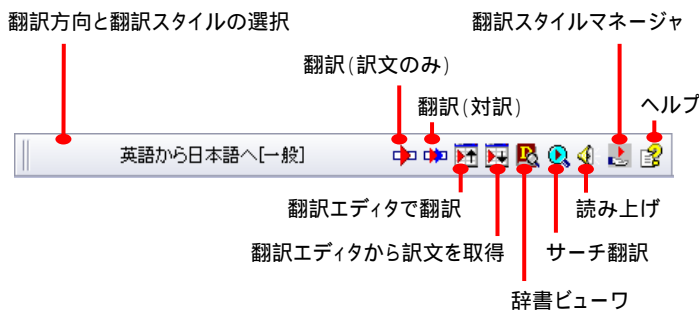 翻訳方向と翻訳スタイルの選択
翻訳スタイルマネージャ
翻訳(訳文のみ)
翻訳(対訳)
ヘルプ
英語から日本語へ[一般]
翻訳エディタで翻訳
読み上げ
翻訳エディタから訳文を取得
サーチ翻訳
辞書ビューワ